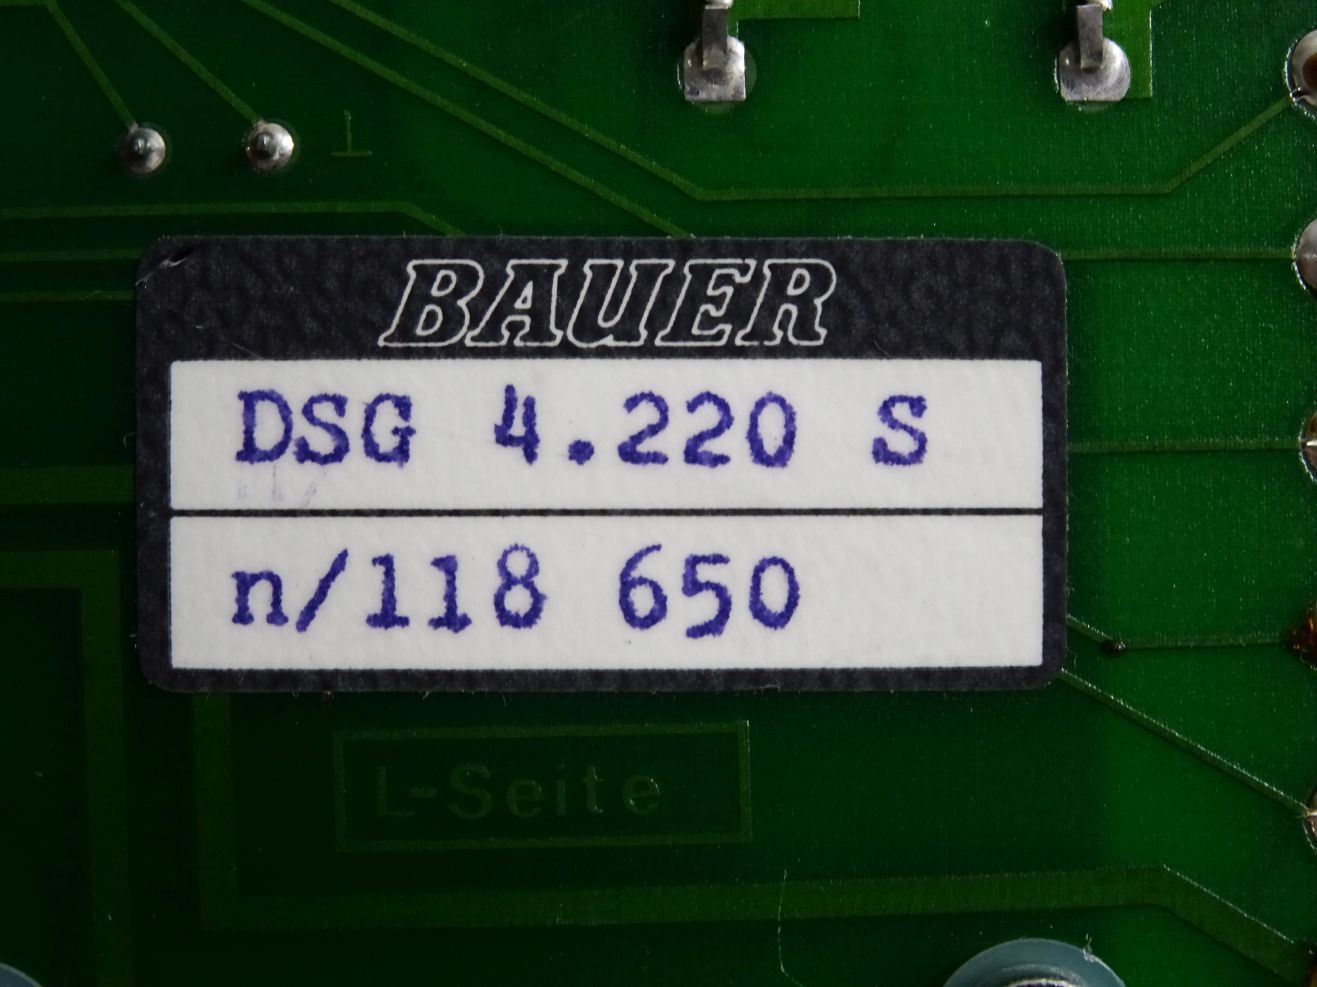 BAUER
DSG 4.220 S
n/118 650
L-Seite